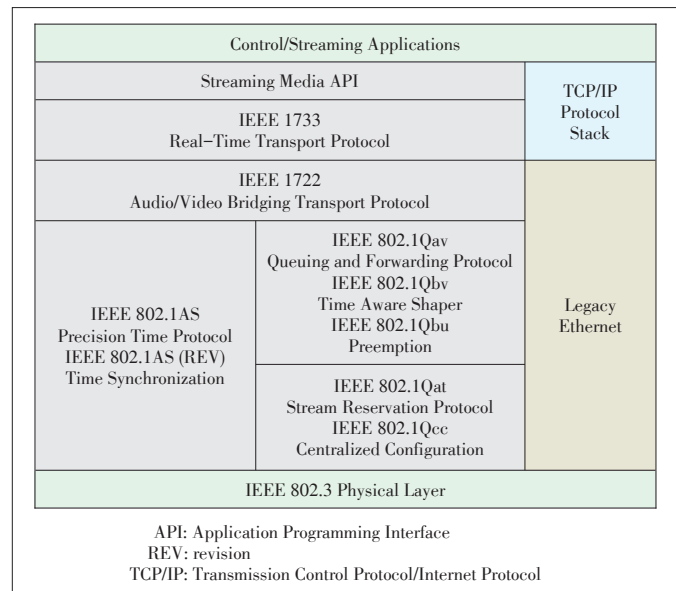 Control/Streaming Applications
Streaming Media API
IEEE 1733
Real-Time Transport Protocol
TCP/IP
Protocol
Stack
IEEE 1722
Audio/Video Bridging Transport Protocol
IEEE 802.1AS
Precision Time Protocol
IEEE 802.1AS (REV)
Time Synchronization
IEEE 802.1Qav
Queuing and Forwarding Protocol
IEEE 802.1Qbv
Time Aware Shaper
IEEE 802.1Qbu
Preemption
IEEE 802.1Qat
Stream Reservation Protocol
IEEE 802.1Qcc
Centralized Configuration
Legacy
Ethernet
IEEE 802.3 Physical Layer
API: Application Programming Interface
REV: revision
TCP/IP: Transmission Control Protocol/Internet Protocol